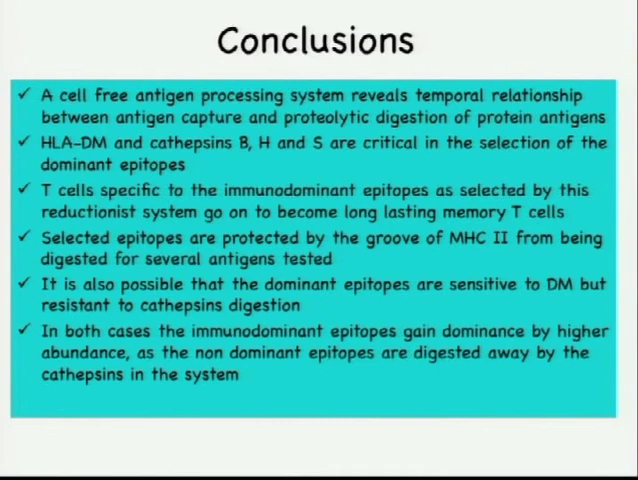 Conclusions
✓ A cell free antigen processing system reveals temporal relationship
between antigen capture and proteolytic digestion of protein antigens
✓ HLA-DM and cathepsins B, H and S are critical in the selection of the
dominant epitopes
✓ T cells specific to the immunodominant epitopes as selected by this
reductionist system go on to become long lasting memory T cells
✓ Selected epitopes are protected by the groove of MHC II from being
digested for several antigens tested
✓ It is also possible that the dominant epitopes are sensitive to DM but
resistant to cathepsins digestion
✓ In both cases the immunodominant epitopes gain dominance by higher
abundance, as the non dominant epitopes are digested away by the
cathepsins in the system